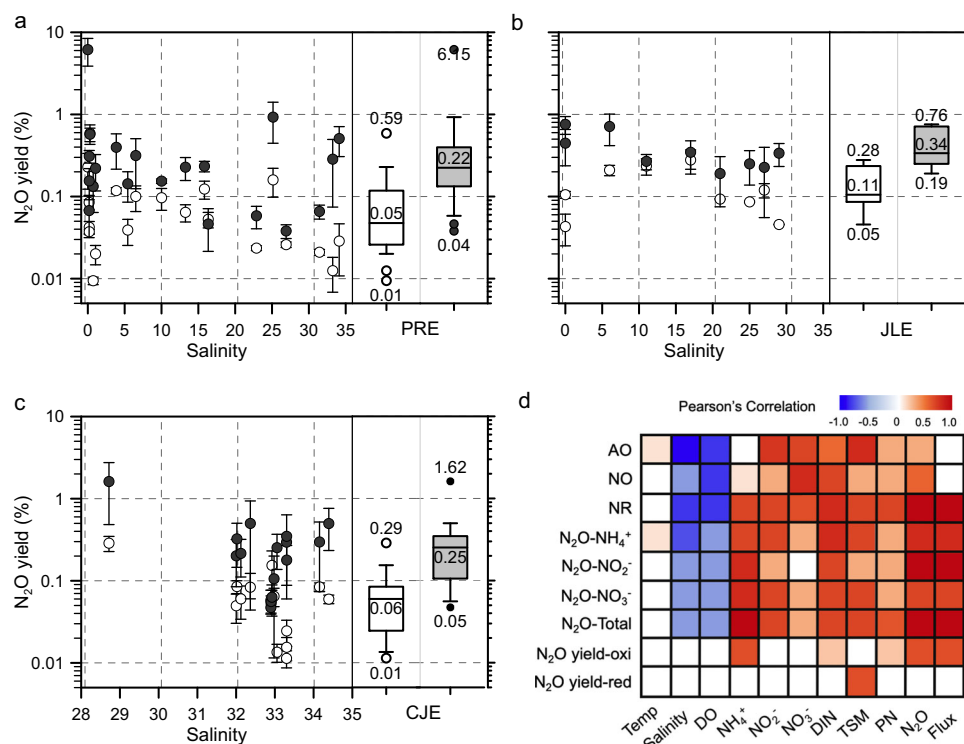 a
N₂O yield (%)
10
1
0.1
0.01
0 5 10 15 20 25 30 35
Salinity
0.59
0.05
0.01
6.15
0.22
0.04
PRE
b
10
1
0.1
0.01
0 5 10 15 20 25 30 35
Salinity
0.28
0.11
0.05
0.76
0.34
0.19
JLE
c
N₂O yield (%)
10
1
0.1
0.01
28 29 30 31 32 33 34 35
Salinity
0.29
0.06
0.01
1.62
0.25
0.05
CJE
d
Pearson's Correlation
-1.0 -0.5 0 0.5 1.0
AO
NO
NR
N₂O-NH₄⁺
N₂O-NO₂⁻
N₂O-NO₃⁻
N₂O-Total
N₂O yield-oxi
N₂O yield-red
Temp Salinity DO NH₄⁺ NO₂⁻ NO₃⁻ DIN TSM PN N₂O Flux